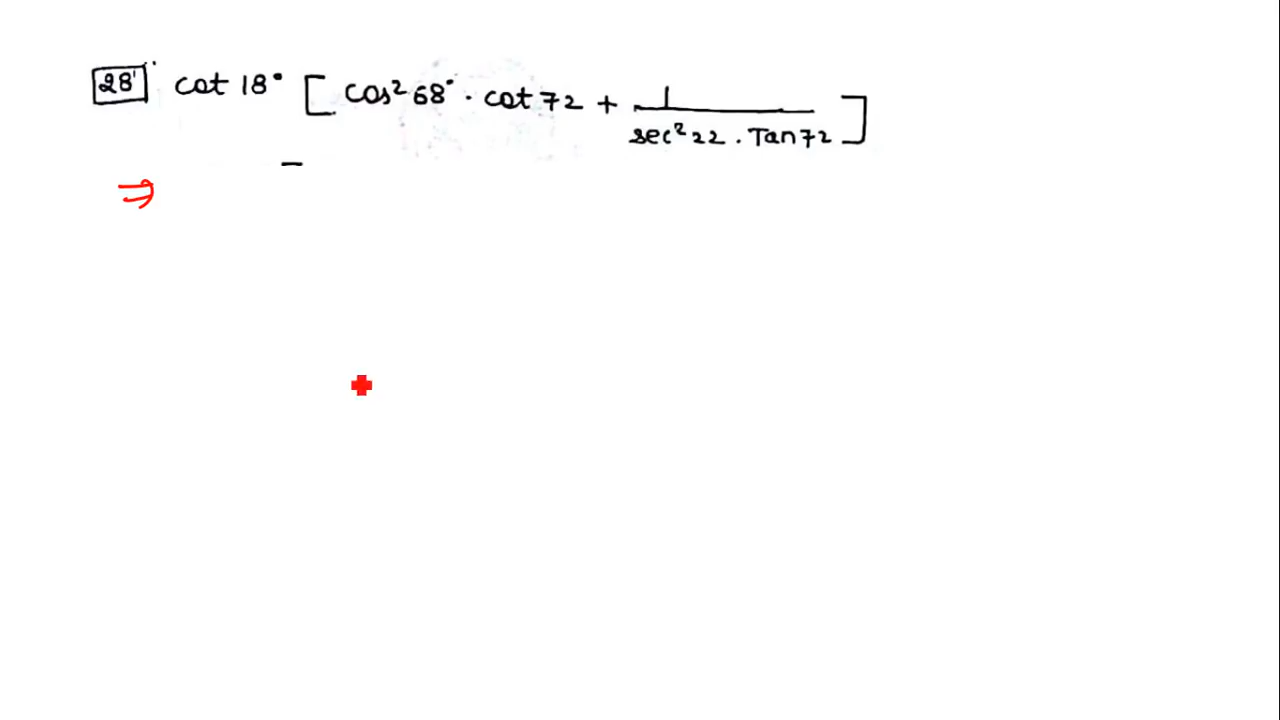 28 cot 18° [ cos² 68° · cot 72 + 1 / sec² 22 · Tan 72 ]
=
⇒